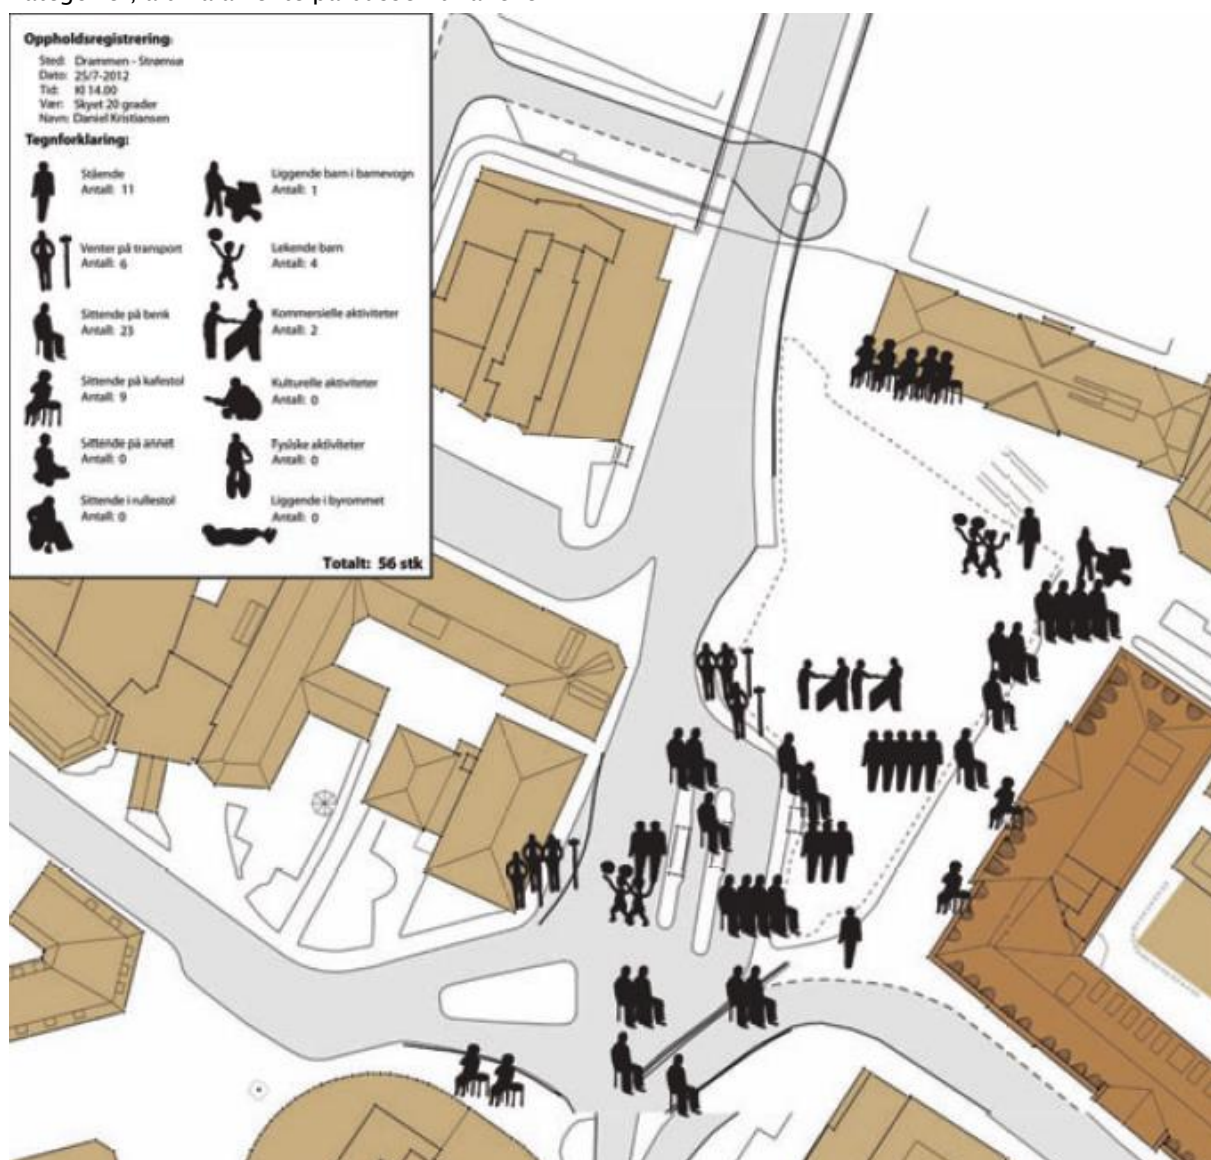 Oppholdsregistrering:
Sted: Drammen - Strømsø
Dato: 25/7-2012
Tid: Kl 14.00
Vær: Skyet 20 grader
Navn: Daniel Kristiansen
Tegnforklaring:
Stående
Antall: 11
Venter på transport
Antall: 6
Sittende på benk
Antall: 23
Sittende på kafestol
Antall: 9
Sittende på annet
Antall: 0
Sittende i rullestol
Antall: 0
Liggende barn i barnevogn
Antall: 1
Lekende barn
Antall: 4
Kommersielle aktiviteter
Antall: 2
Kulturelle aktiviteter
Antall: 0
Fysiske aktiviteter
Antall: 0
Liggende i byrommet
Antall: 0
Totalt: 56 stk